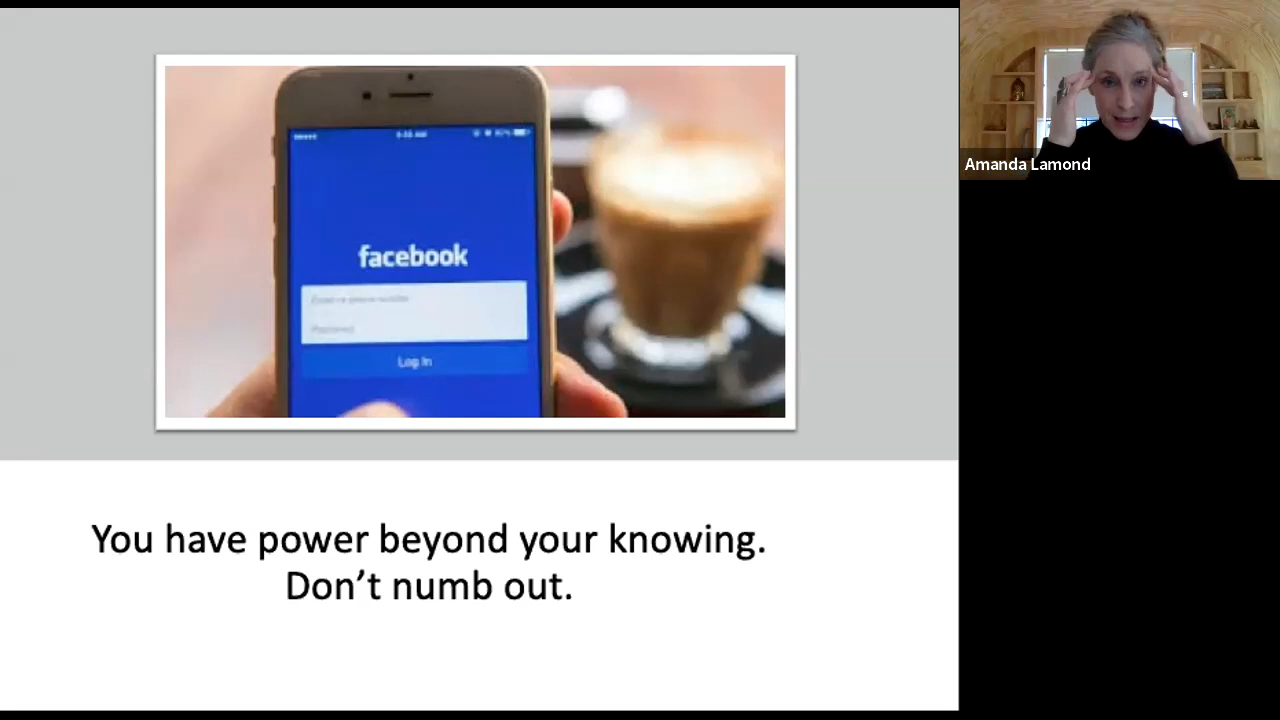 facebook
Log In
Amanda Lamond
You have power beyond your knowing.
Don’t numb out.